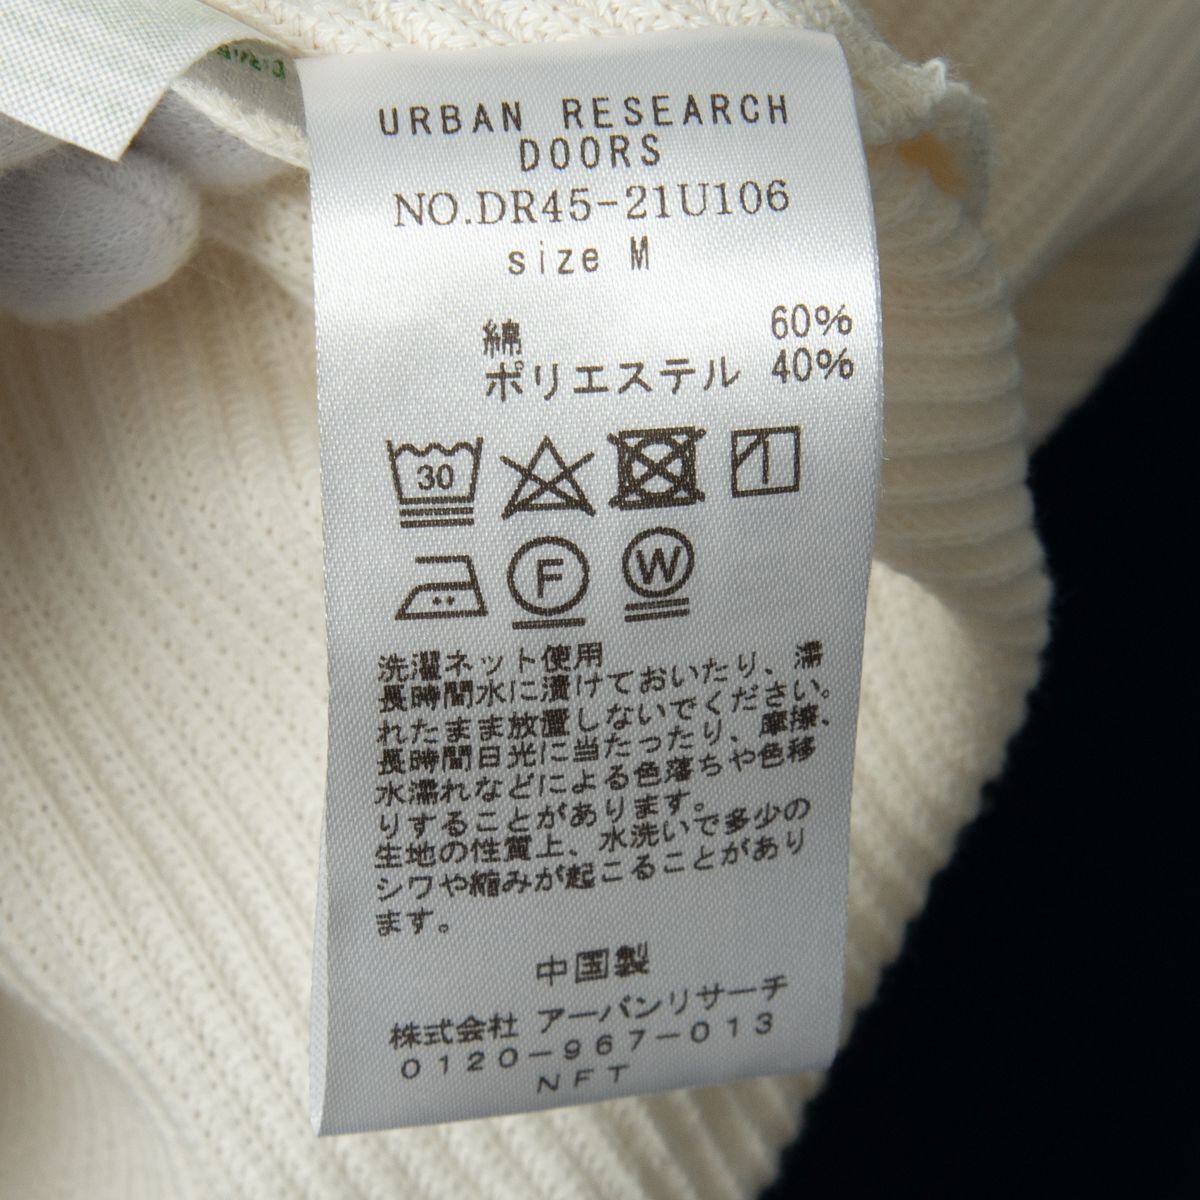 URBAN RESEARCH
DOORS
NO.DR45-21U106
size M
綿 60%
ポリエステル 40%
30
F
W
洗濯ネット使用
長時間水に漬けておいたり、濡
れたまま放置しないでください。
長時間日光に当たったり、摩擦、
水濡れなどによる色落ちや色移
りすることがあります。
生地の性質上、水洗いで多少の
シワや縮みが起こることがあり
ます。
中国製
株式会社 アーバンリサーチ
0120-967-013
NFT